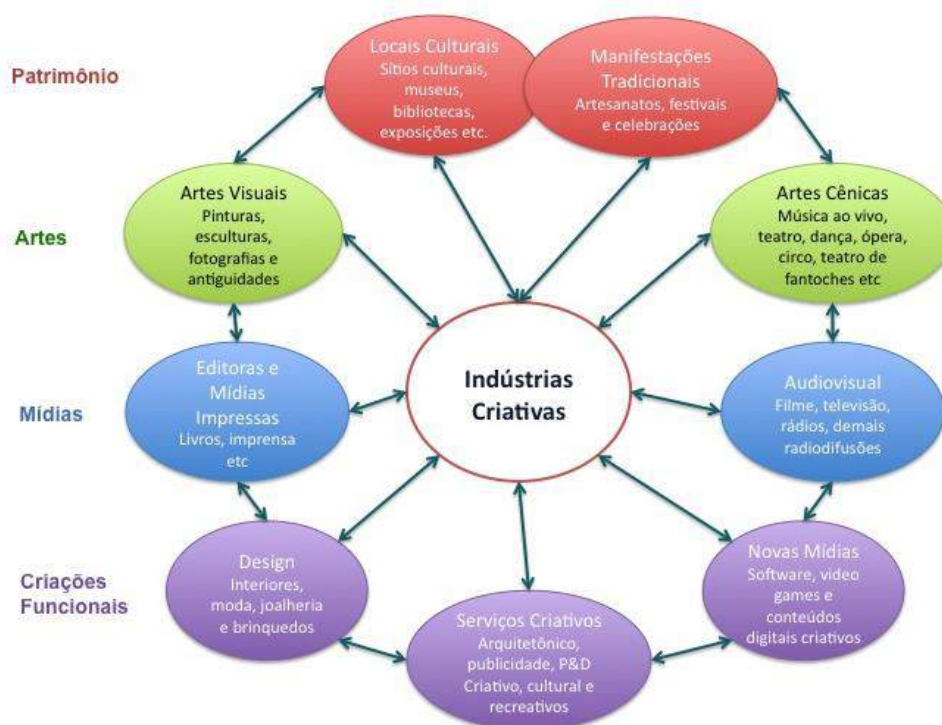 Patrimônio
Locais Culturais
Sítios culturais,
museus,
bibliotecas,
exposições etc.
Manifestações
Tradicionais
Artesanatos, festivais
e celebrações
Artes
Artes Visuais
Pinturas,
esculturas,
fotografias e
antiguidades
Artes Cênicas
Música ao vivo,
teatro, dança, ópera,
circo, teatro de
fantoches etc
Mídias
Editoras e
Mídias
Impressas
Livros, imprensa
etc
Indústrias
Criativas
Audiovisual
Filme, televisão,
rádios, demais
radiodifusões
Criações
Funcionais
Design
Interiores,
moda, joalheria
e brinquedos
Serviços Criativos
Arquitetônico,
publicidade, P&D
Criativo, cultural e
recreativos
Novas Mídias
Software, video
games e
conteúdos
digitais criativos